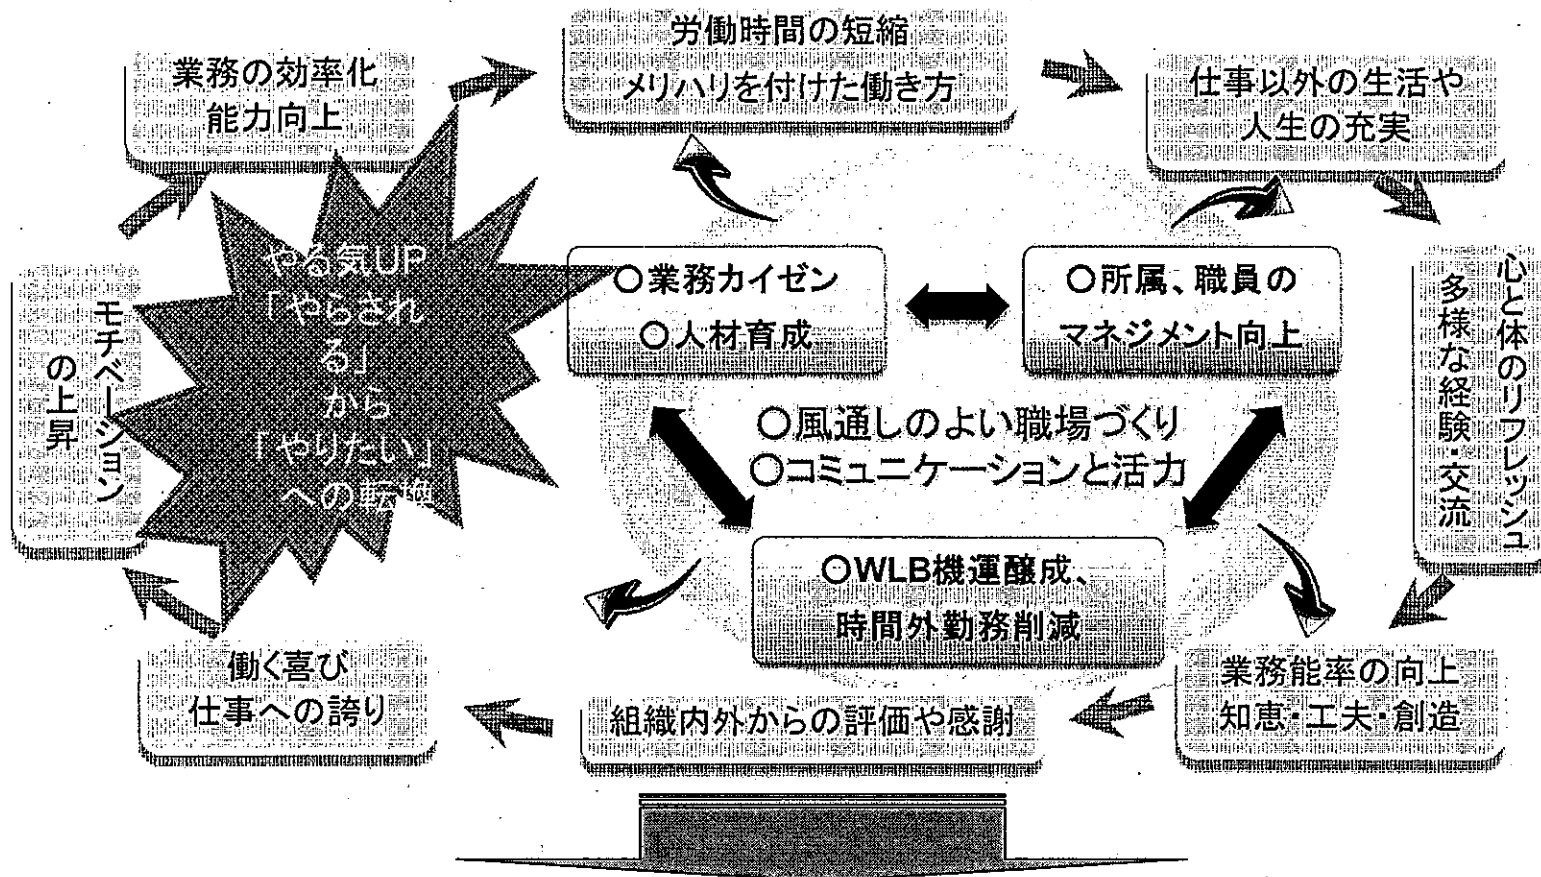 労働時間の短縮
メリハリを付けた働き方
業務の効率化
能力向上
仕事以外の生活や
人生の充実
心と体のリフレッシュ
多様な経験・交流
業務能率の向上
知恵・工夫・創造
組織内外からの評価や感謝
働く喜び
仕事への誇り
モチベーション
の上昇
やる気UP
「やらされ
る」
から
「やりたい」
への転換
○業務カイゼン
○人材育成
○所属、職員の
マネジメント向上
○風通しのよい職場づくり
○コミュニケーションと活力
○WLB機運醸成、
時間外勤務削減